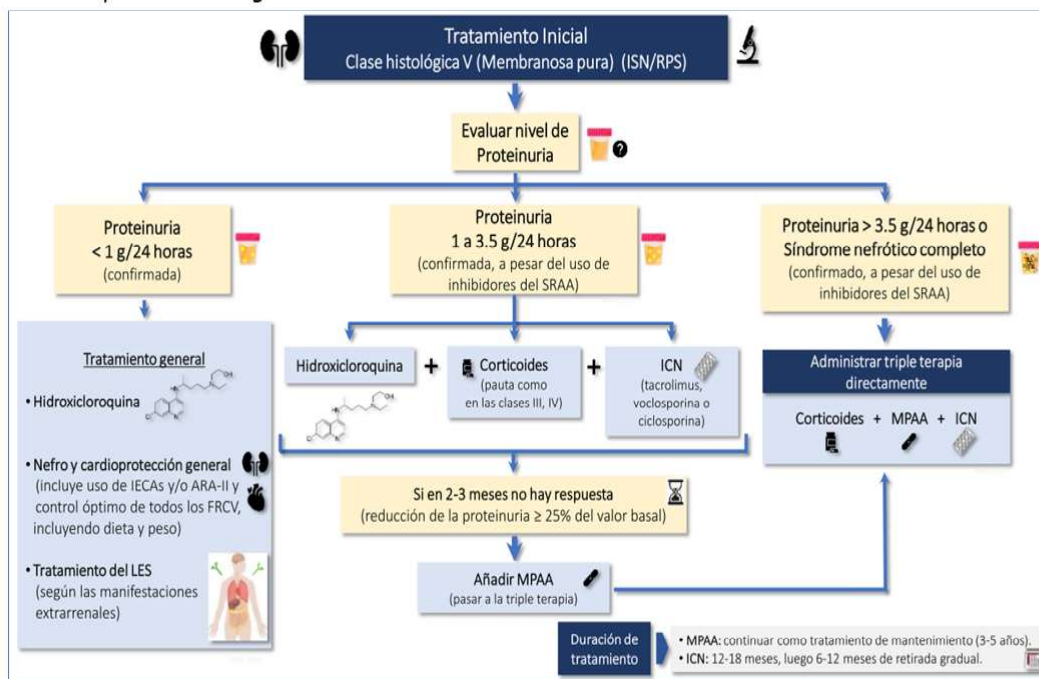 Tratamiento Inicial
Clase histológica V (Membranosa pura) (ISN/RPS)
Evaluar nivel de
Proteinuria
?
Proteinuria
< 1 g/24 horas
(confirmada)
Proteinuria
1 a 3.5 g/24 horas
(confirmada, a pesar del uso de
inhibidores del SRAA)
Proteinuria > 3.5 g/24 horas o
Síndrome nefrótico completo
(confirmado, a pesar del uso de
inhibidores del SRAA)
Tratamiento general
• Hidroxicloroquina
• Nefro y cardioprotección general
(incluye uso de IECAs y/o ARA-II y
control óptimo de todos los FRCV,
incluyendo dieta y peso)
• Tratamiento del LES
(según las manifestaciones
extrarrenales)
Hidroxicloroquina
+
Corticoides
(pauta como
en las clases III, IV)
+
ICN
(tacrolimus,
voclosporina o
ciclosporina)
Administrar triple terapia
directamente
Corticoides + MPAA + ICN
Si en 2-3 meses no hay respuesta
(reducción de la proteinuria ≥ 25% del valor basal)
Añadir MPAA
(pasar a la triple terapia)
Duración de
tratamiento
• MPAA: continuar como tratamiento de mantenimiento (3-5 años).
• ICN: 12-18 meses, luego 6-12 meses de retirada gradual.